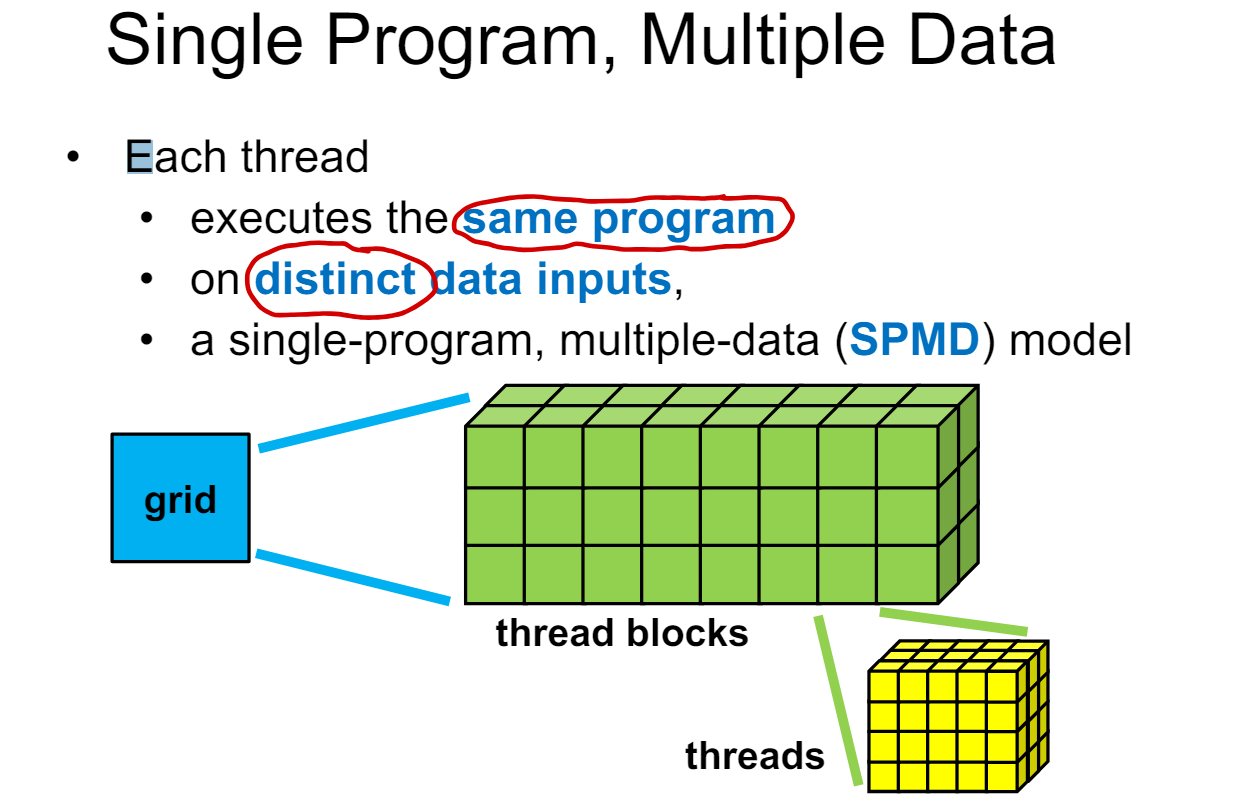 Single Program, Multiple Data
• Each thread
• executes the same program
• on distinct data inputs,
• a single-program, multiple-data (SPMD) model
grid
thread blocks
threads